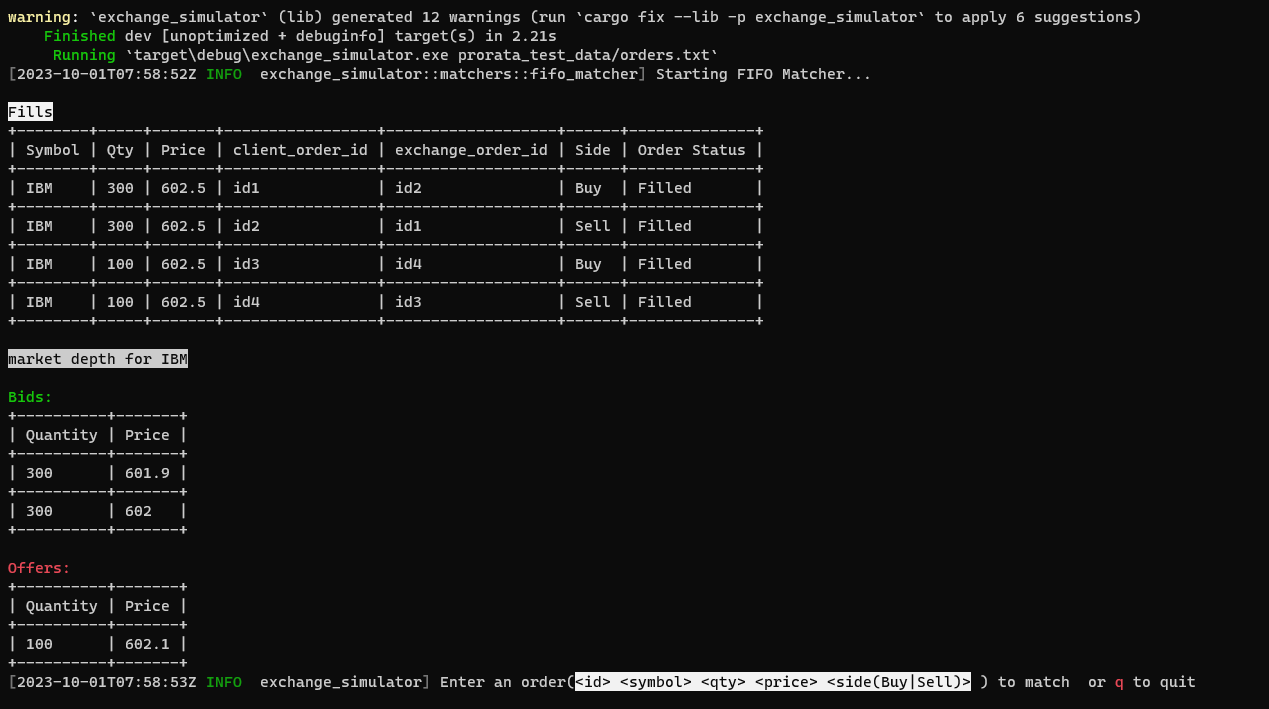 warning: `exchange_simulator` (lib) generated 12 warnings (run `cargo fix --lib -p exchange_simulator` to apply 6 suggestions)
    Finished dev [unoptimized + debuginfo] target(s) in 2.21s
     Running `target\debug\exchange_simulator.exe prorata_test_data/orders.txt`
[2023-10-01T07:58:52Z INFO  exchange_simulator::matchers::fifo_matcher] Starting FIFO Matcher...
Fills
+--------+-----+-------+-----------------+-------------------+------+--------------+
| Symbol | Qty | Price | client_order_id | exchange_order_id | Side | Order Status |
+--------+-----+-------+-----------------+-------------------+------+--------------+
| IBM    | 300 | 602.5 | id1             | id2               | Buy  | Filled       |
+--------+-----+-------+-----------------+-------------------+------+--------------+
| IBM    | 300 | 602.5 | id2             | id1               | Sell | Filled       |
+--------+-----+-------+-----------------+-------------------+------+--------------+
| IBM    | 100 | 602.5 | id3             | id4               | Buy  | Filled       |
+--------+-----+-------+-----------------+-------------------+------+--------------+
| IBM    | 100 | 602.5 | id4             | id3               | Sell | Filled       |
+--------+-----+-------+-----------------+-------------------+------+--------------+
market depth for IBM
Bids:
+----------+-------+
| Quantity | Price |
+----------+-------+
| 300      | 601.9 |
+----------+-------+
| 300      | 602   |
+----------+-------+
Offers:
+----------+-------+
| Quantity | Price |
+----------+-------+
| 100      | 602.1 |
+----------+-------+
[2023-10-01T07:58:53Z INFO  exchange_simulator] Enter an order(<id> <symbol> <qty> <price> <side(Buy|Sell)> ) to match  or q to quit